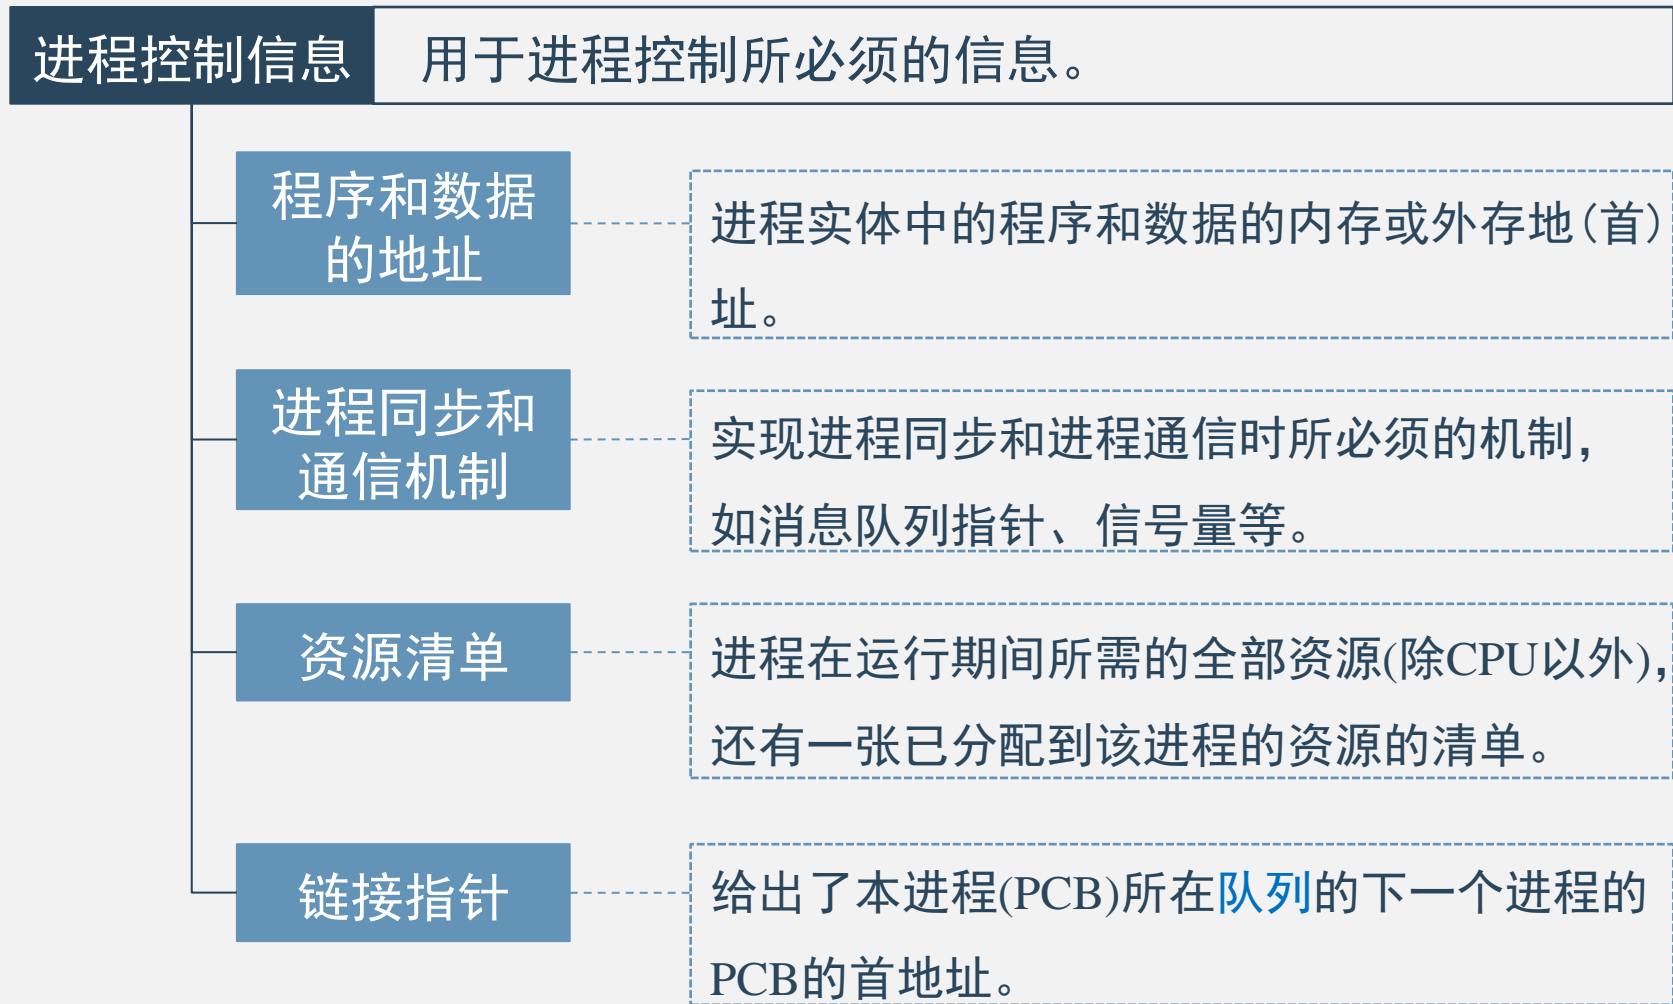 进程控制信息
用于进程控制所必须的信息。
程序和数据
的地址
进程实体中的程序和数据的内存或外存地(首)
址。
进程同步和
通信机制
实现进程同步和进程通信时所必须的机制，
如消息队列指针、信号量等。
资源清单
进程在运行期间所需的全部资源(除CPU以外)，
还有一张已分配到该进程的资源的清单。
链接指针
给出了本进程(PCB)所在队列的下一个进程的
PCB的首地址。